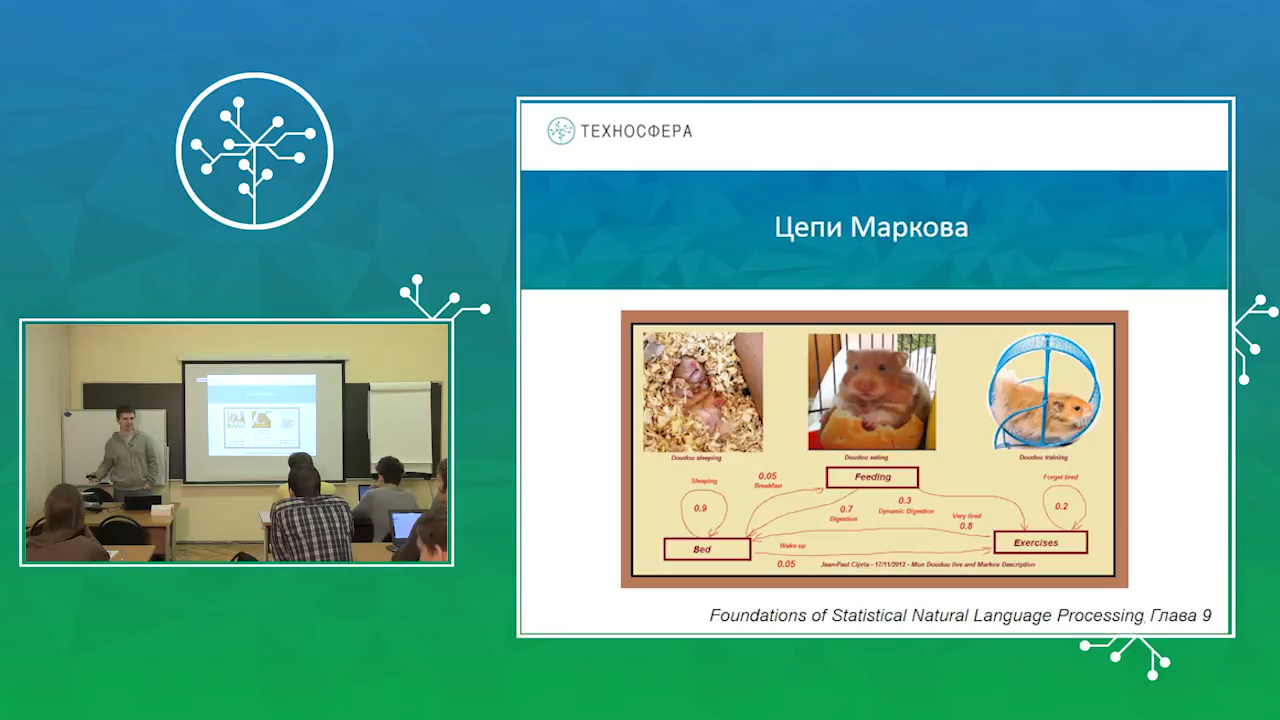 ТЕХНОСФЕРА
Цепи Маркова
Doudou sleeping
Doudou eating
Doudou training
Sleeping
0.9
0.05
Breakfast
Feeding
0.7
Digestion
0.3
Dynamic Digestion
Very tired
0.8
Forget tired
0.2
Bed
Wake up
0.05
Exercises
Jean-Paul Cipria - 17/11/2013 - Mon Doudou live and Markov Description
Foundations of Statistical Natural Language Processing, Глава 9